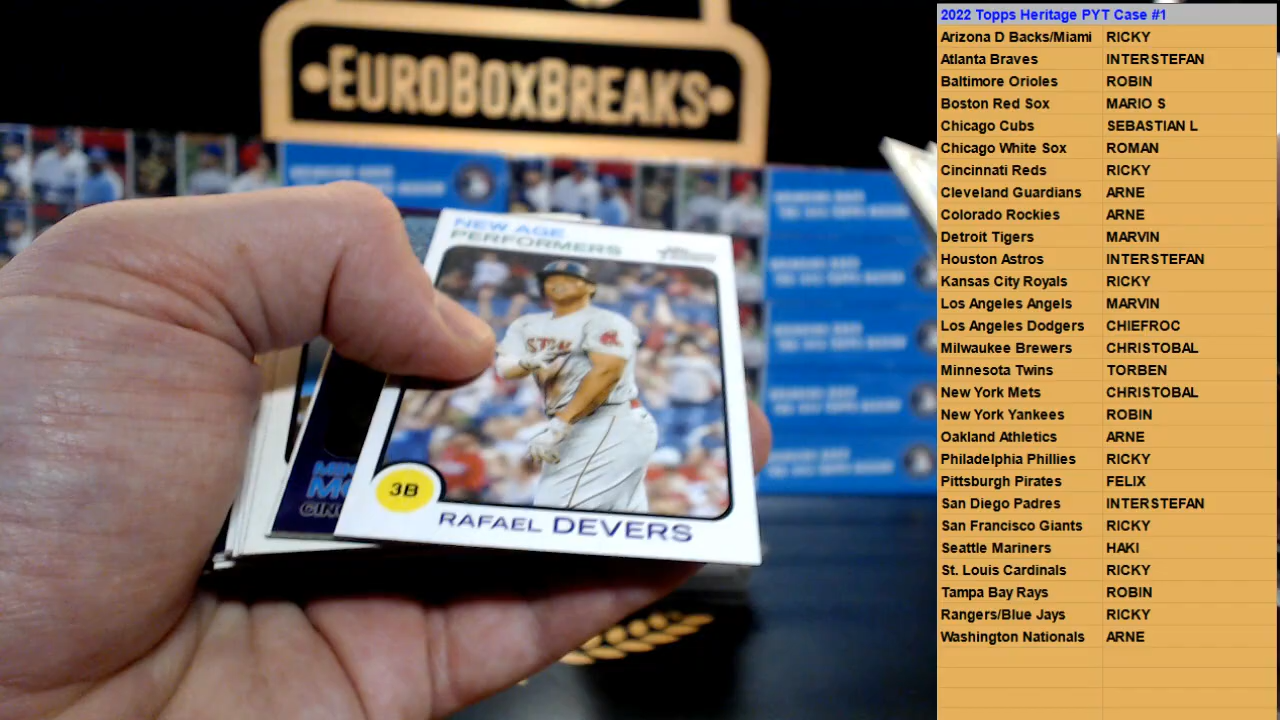 •EUROBOXBREAKS•
NEW AGE
PERFORMERS
3B
RAFAEL DEVERS
2022 Topps Heritage PYT Case #1
Arizona D Backs/Miami RICKY
Atlanta Braves INTERSTEFAN
Baltimore Orioles ROBIN
Boston Red Sox MARIO S
Chicago Cubs SEBASTIAN L
Chicago White Sox ROMAN
Cincinnati Reds RICKY
Cleveland Guardians ARNE
Colorado Rockies ARNE
Detroit Tigers MARVIN
Houston Astros INTERSTEFAN
Kansas City Royals RICKY
Los Angeles Angels MARVIN
Los Angeles Dodgers CHIEFROC
Milwaukee Brewers CHRISTOBAL
Minnesota Twins TORBEN
New York Mets CHRISTOBAL
New York Yankees ROBIN
Oakland Athletics ARNE
Philadelphia Phillies RICKY
Pittsburgh Pirates FELIX
San Diego Padres INTERSTEFAN
San Francisco Giants RICKY
Seattle Mariners HAKI
St. Louis Cardinals RICKY
Tampa Bay Rays ROBIN
Rangers/Blue Jays RICKY
Washington Nationals ARNE